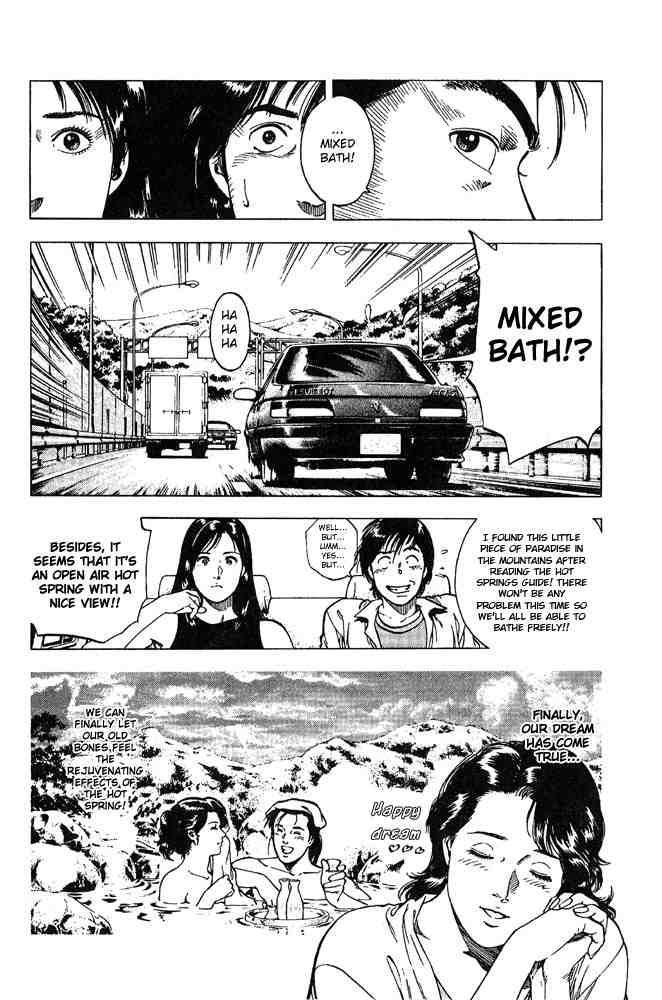 ...
MIXED
BATH!
MIXED
BATH!?
HA
HA
HA
PEUGEOT
I FOUND THIS LITTLE
PIECE OF PARADISE IN
THE MOUNTAINS AFTER
READING THE HOT
SPRINGS GUIDE! THERE
WON'T BE ANY
PROBLEM THIS TIME SO
WE'LL ALL BE ABLE TO
BATHE FREELY!!
WELL...
BUT...
UMM...
YES...
BUT...
BESIDES, IT
SEEMS THAT IT'S
AN OPEN AIR HOT
SPRING WITH A
NICE VIEW!!
FINALLY,
OUR DREAM
HAS COME
TRUE...
Happy
dream
WE CAN
FINALLY LET
OUR OLD
BONES FEEL
THE
REJUVENATING
EFFECTS OF
THE HOT
SPRING!